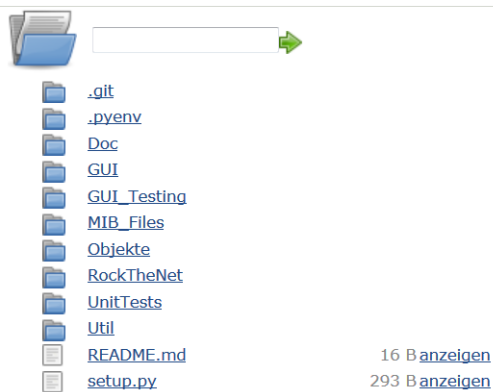 .git
.pyenv
Doc
GUI
GUI_Testing
MIB_Files
Objekte
RockTheNet
UnitTests
Util
README.md 16 B anzeigen
setup.py 293 B anzeigen